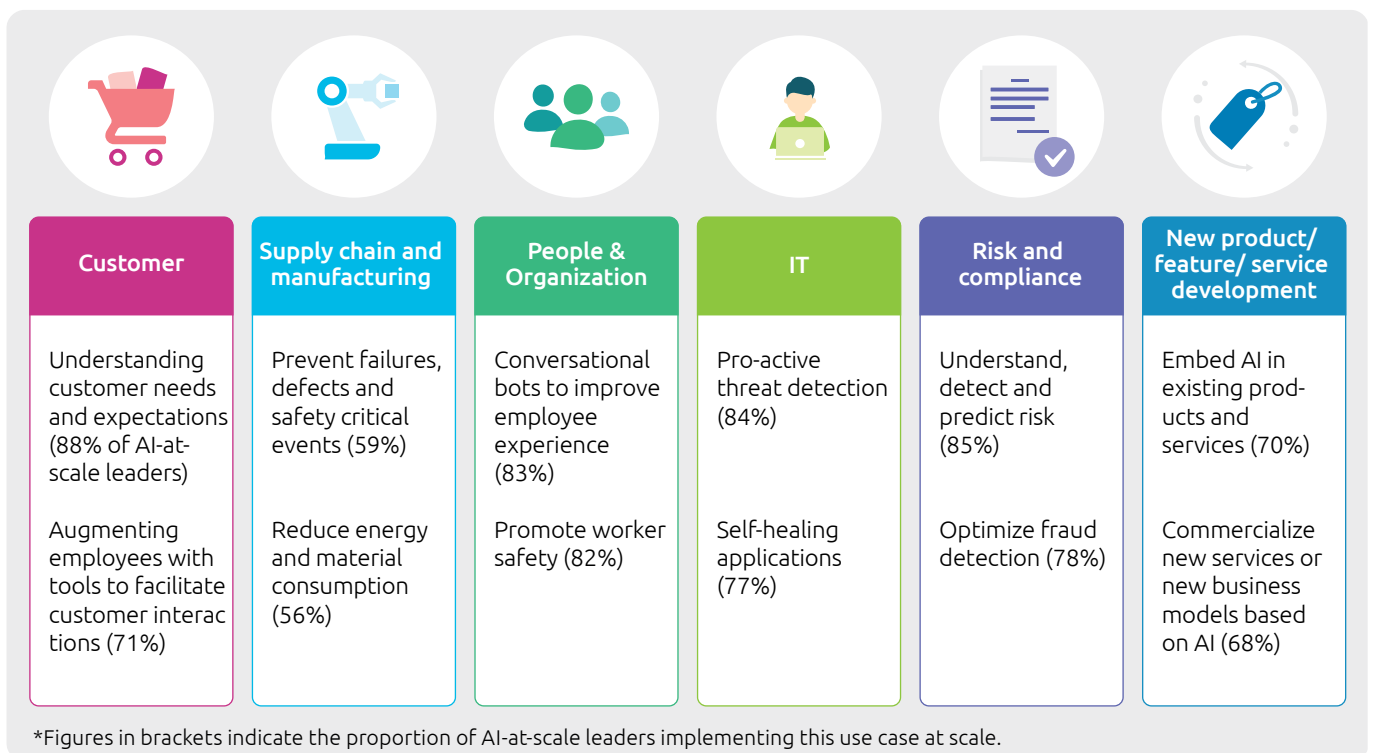 Customer
Understanding
customer needs
and expectations
(88% of AI-at-
scale leaders)
Augmenting
employees with
tools to facilitate
customer interac
tions (71%)
Supply chain and
manufacturing
Prevent failures,
defects and
safety critical
events (59%)
Reduce energy
and material
consumption
(56%)
People &
Organization
Conversational
bots to improve
employee
experience
(83%)
Promote worker
safety (82%)
IT
Pro-active
threat detection
(84%)
Self-healing
applications
(77%)
Risk and
compliance
Understand,
detect and
predict risk
(85%)
Optimize fraud
detection (78%)
New product/
feature/ service
development
Embed AI in
existing prod-
ucts and
services (70%)
Commercialize
new services or
new business
models based
on AI (68%)
*Figures in brackets indicate the proportion of AI-at-scale leaders implementing this use case at scale.